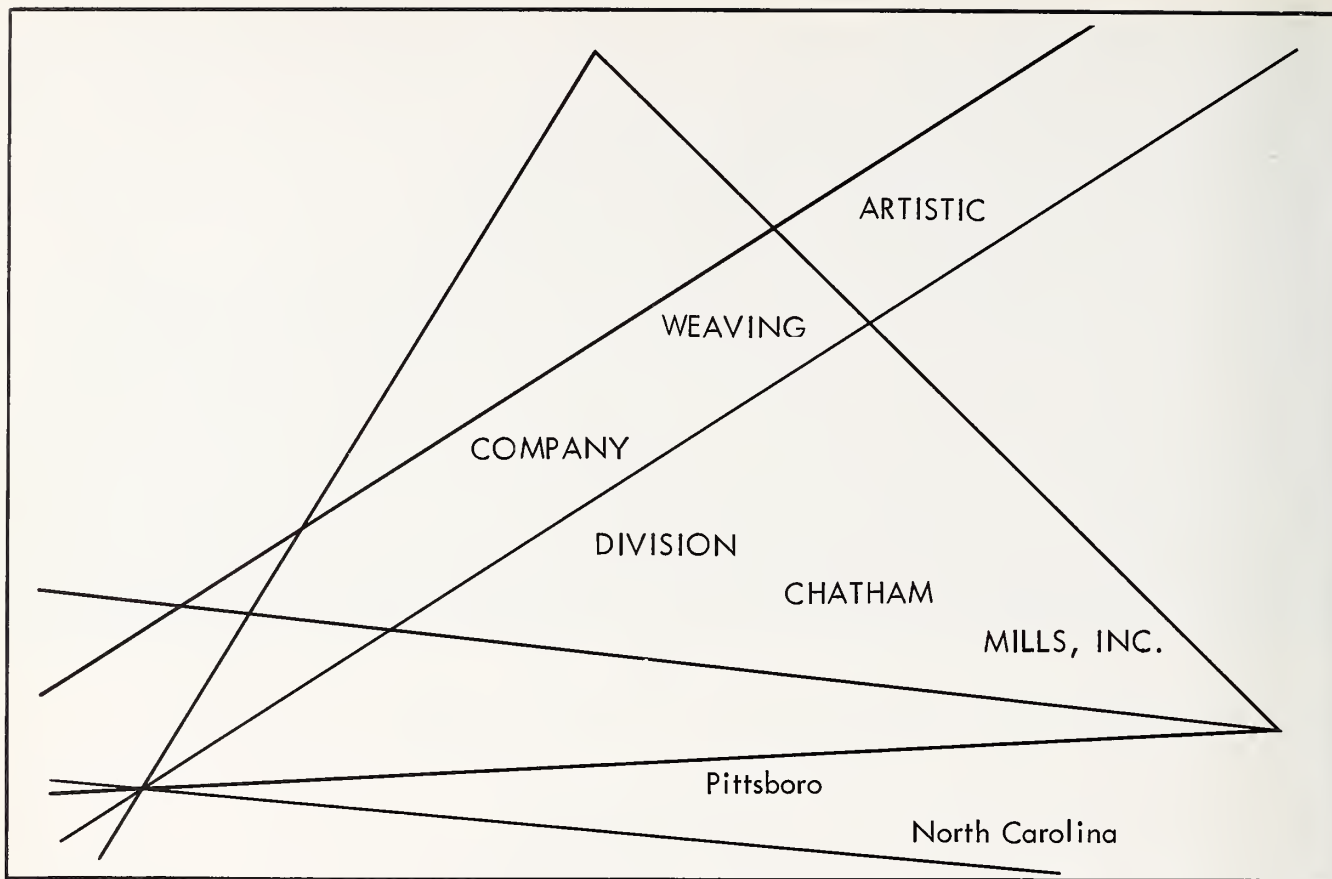 ARTISTIC
WEAVING
COMPANY
DIVISION
CHATHAM
MILLS, INC.
Pittsboro
North Carolina